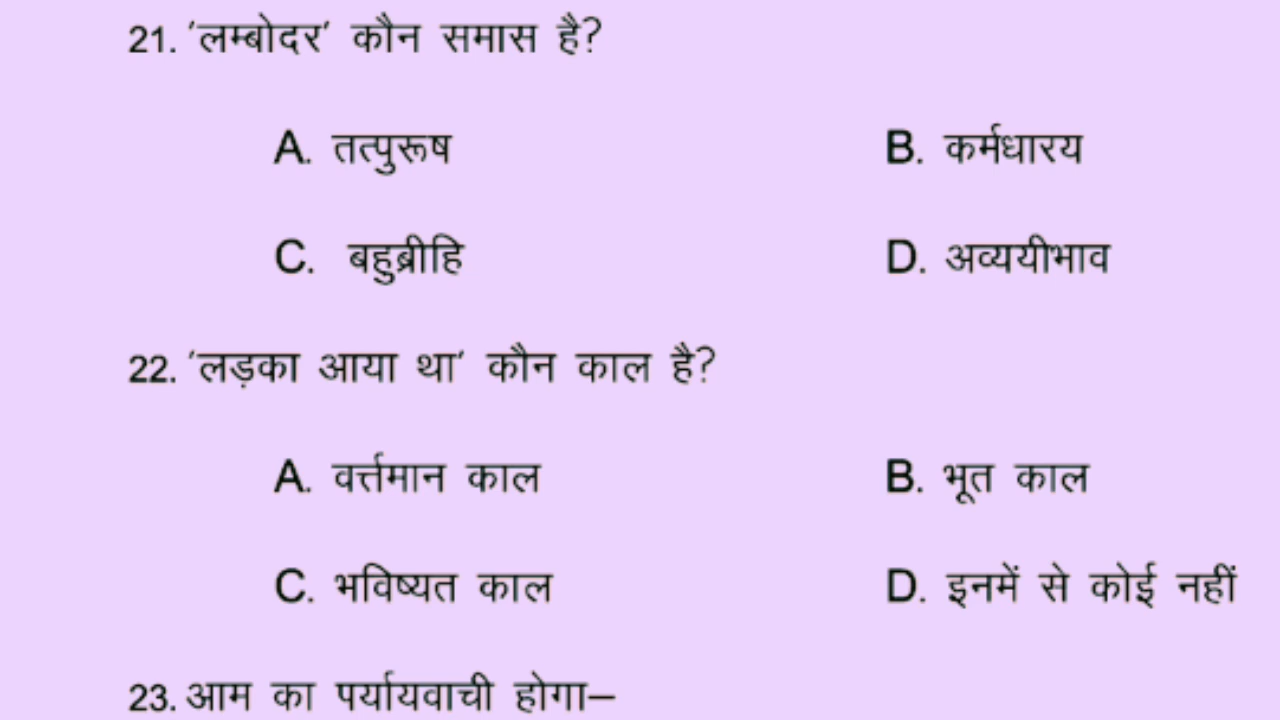 21. ‘लम्बोदर’ कौन समास है?
A. तत्पुरूष B. कर्मधारय
C. बहुब्रीहि D. अव्ययीभाव
22. ‘लड़का आया था’ कौन काल है?
A. वर्त्तमान काल B. भूत काल
C. भविष्यत काल D. इनमें से कोई नहीं
23. आम का पर्यायवाची होगा–